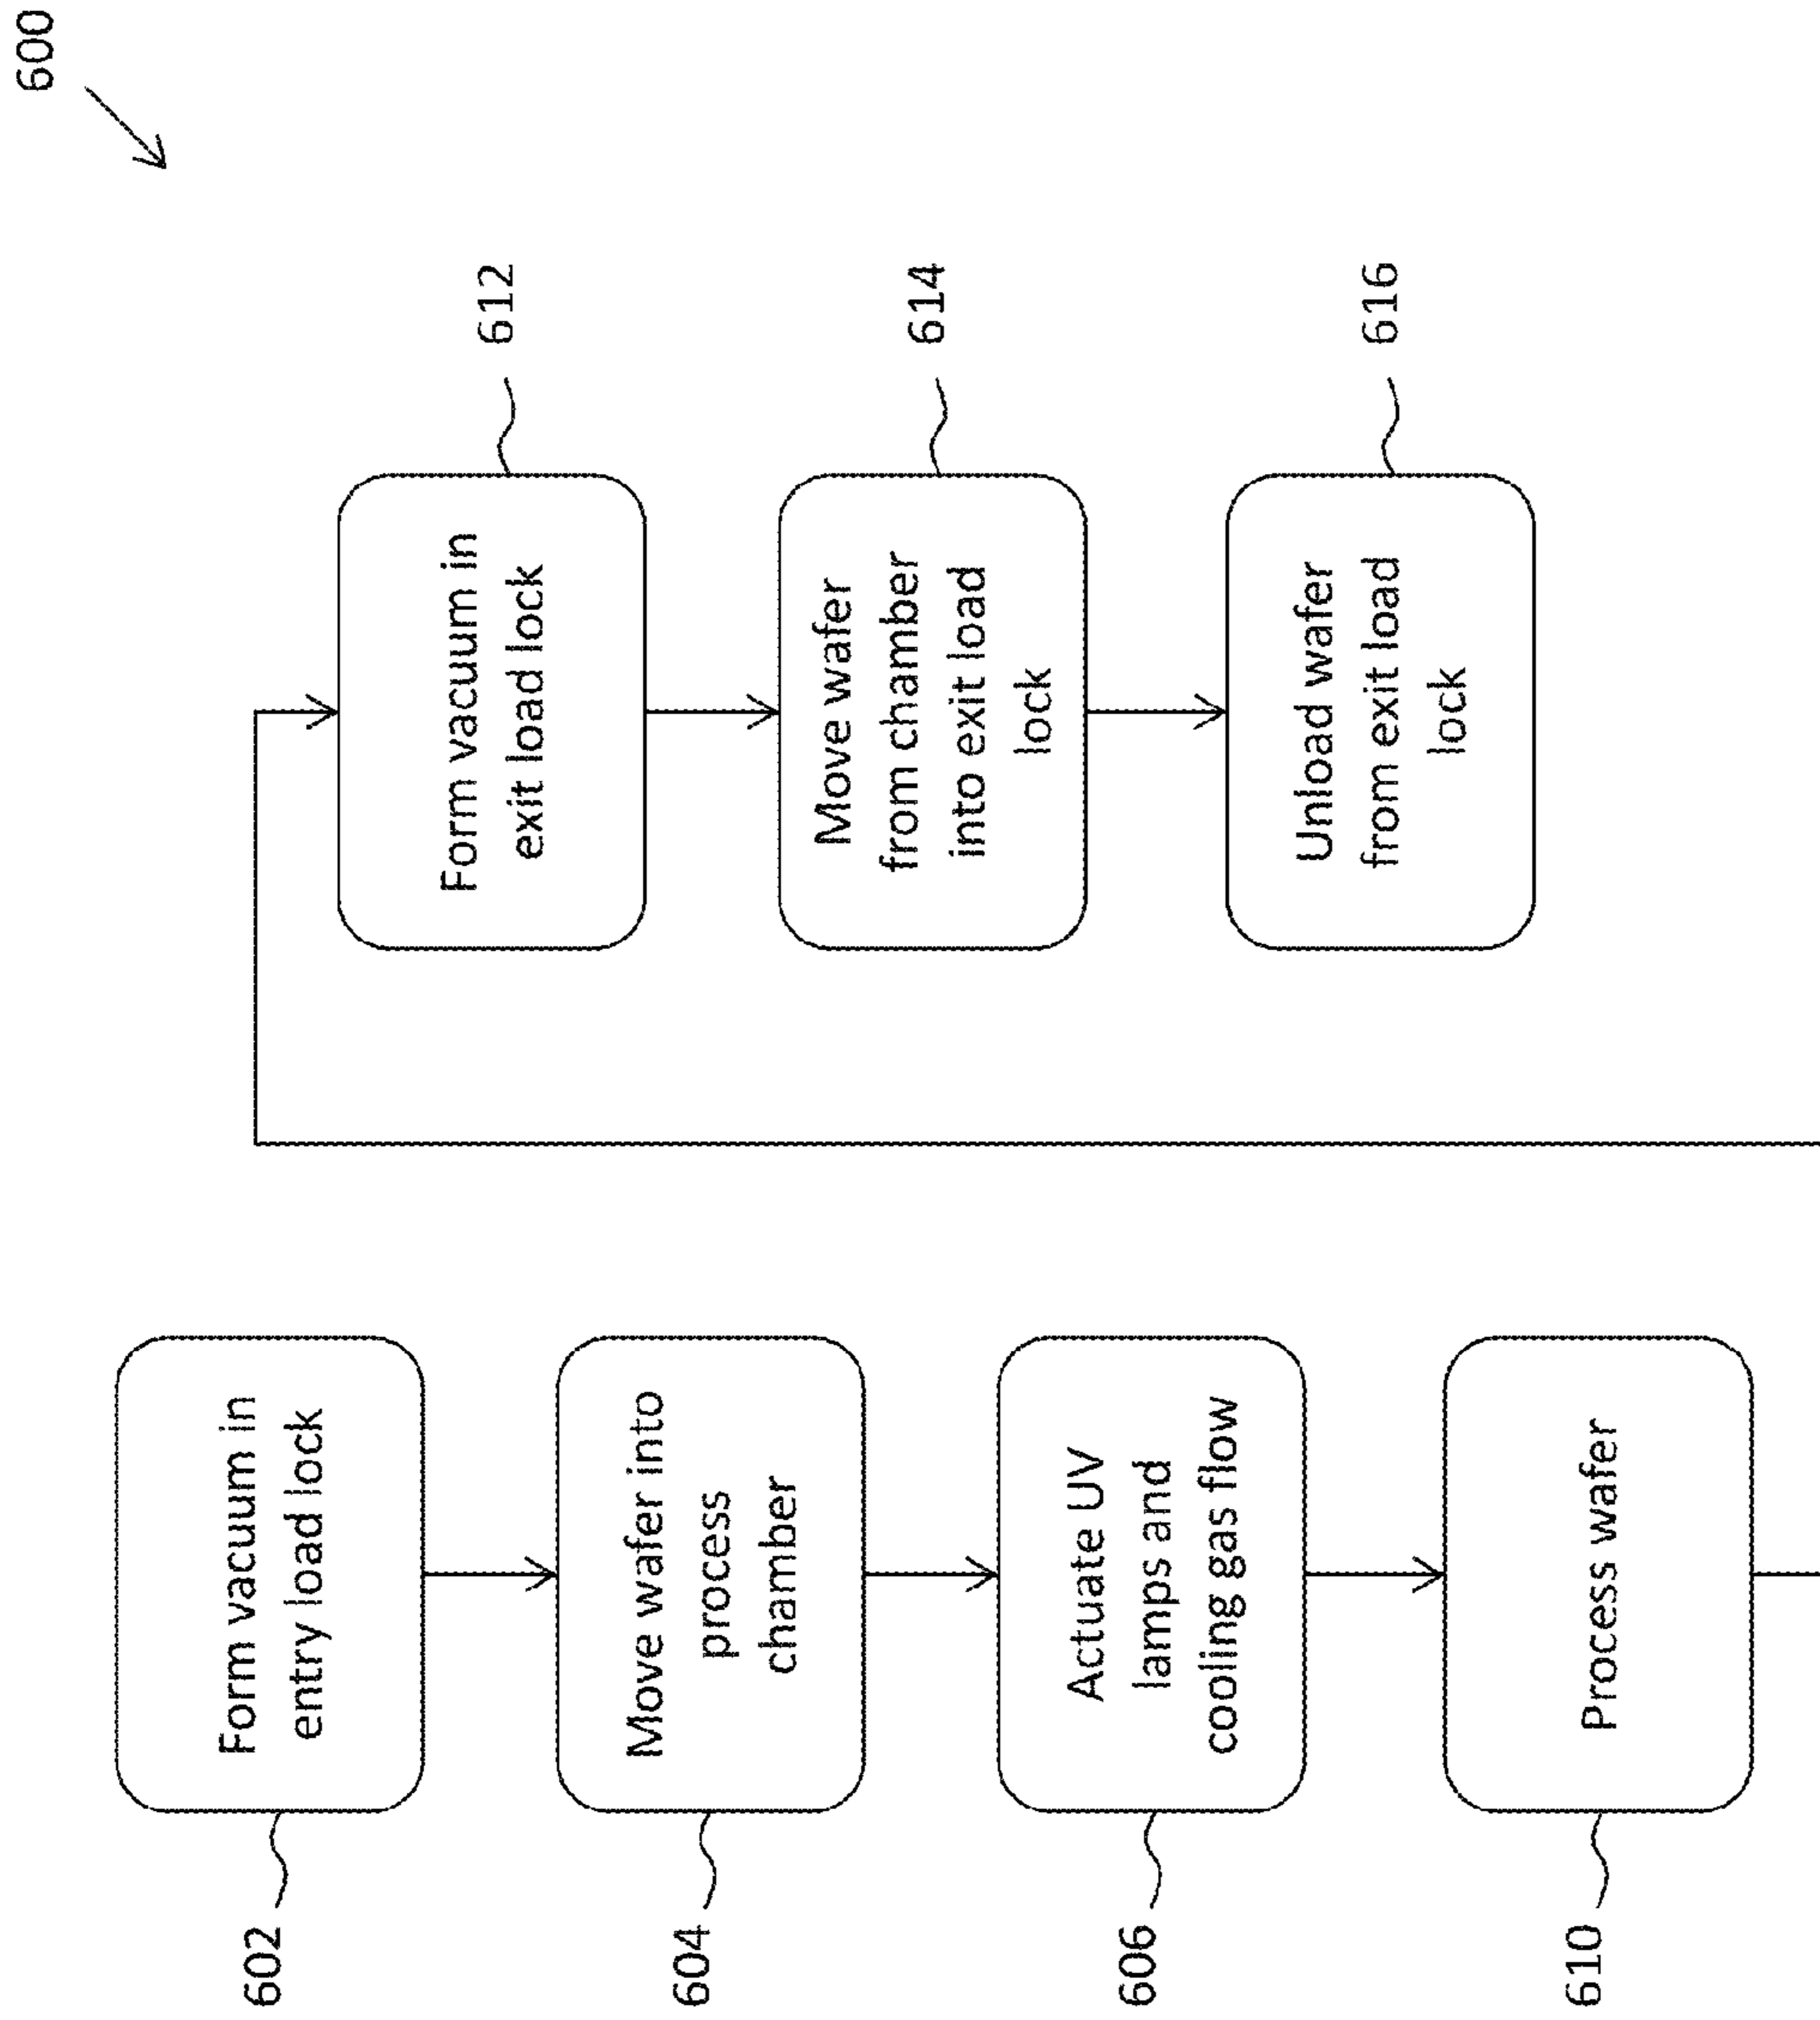 600
602
Form vacuum in
entry load lock
604
Move wafer into
process
chamber
606
Actuate UV
lamps and
cooling gas flow
610
Process wafer
Form vacuum in
exit load lock
612
Move wafer
from chamber
into exit load
lock
614
Unload wafer
from exit load
lock
616